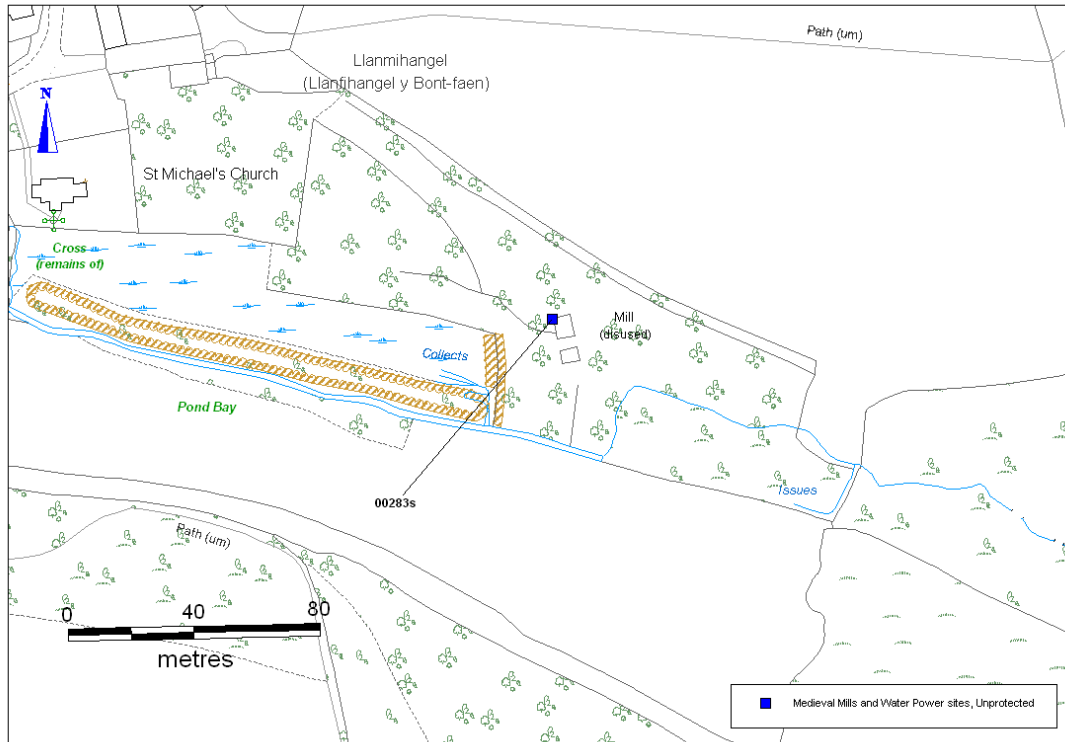 Path (um)
Llanmihangel
(Llanfihangel y Bont-faen)
N
St Michael's Church
Cross
(remains of)
Mill
(disused)
Collects
Pond Bay
Issues
00283s
Path (um)
0 40 80
metres
Medieval Mills and Water Power sites, Unprotected